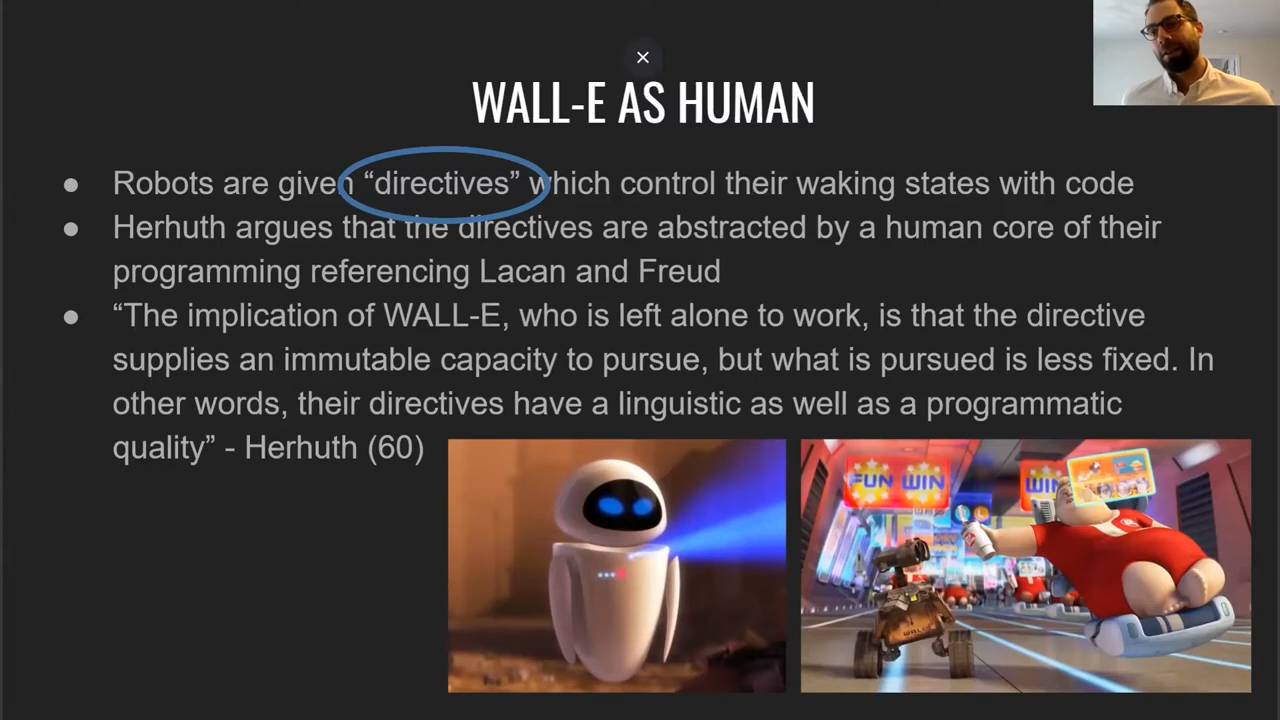 WALL-E AS HUMAN
● Robots are given “directives” which control their waking states with code
● Herhuth argues that the directives are abstracted by a human core of their
programming referencing Lacan and Freud
● “The implication of WALL-E, who is left alone to work, is that the directive
supplies an immutable capacity to pursue, but what is pursued is less fixed. In
other words, their directives have a linguistic as well as a programmatic
quality” - Herhuth (60)
FUN WIN
WIN
WALL-E